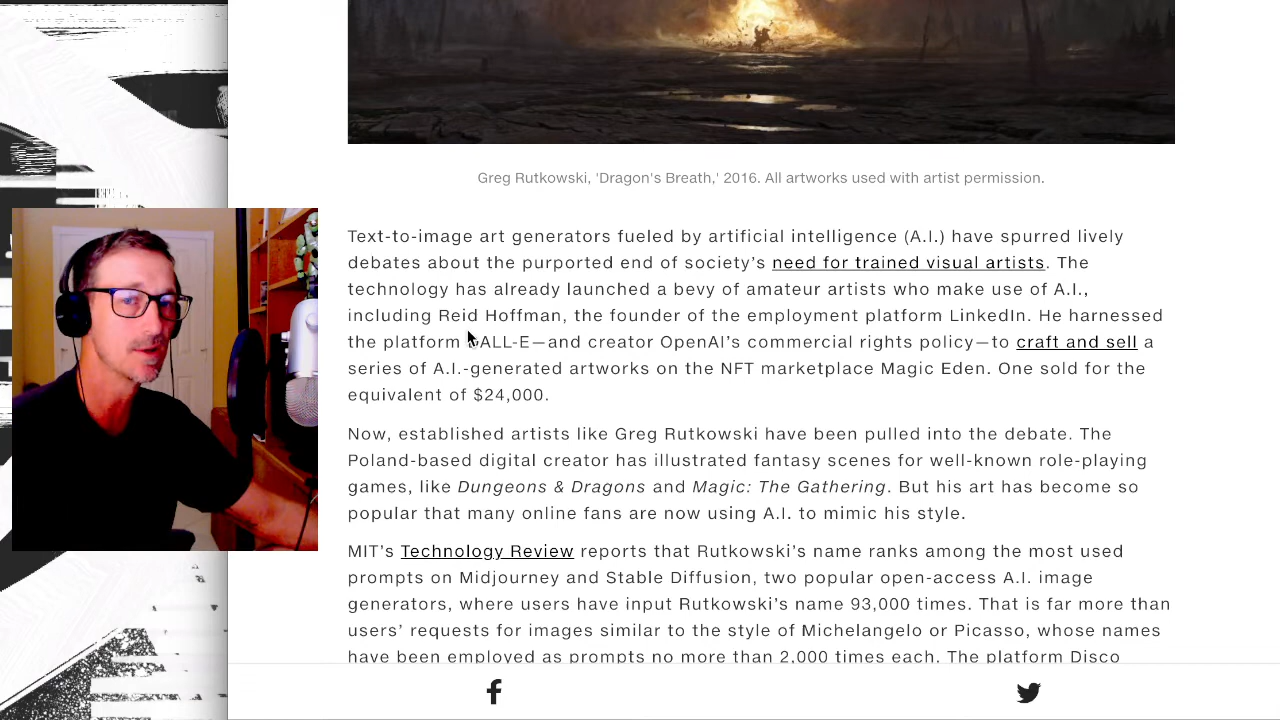 Greg Rutkowski, 'Dragon's Breath,' 2016. All artworks used with artist permission.
Text-to-image art generators fueled by artificial intelligence (A.I.) have spurred lively
debates about the purported end of society’s need for trained visual artists. The
technology has already launched a bevy of amateur artists who make use of A.I.,
including Reid Hoffman, the founder of the employment platform LinkedIn. He harnessed
the platform DALL-E—and creator OpenAI’s commercial rights policy—to craft and sell a
series of A.I.-generated artworks on the NFT marketplace Magic Eden. One sold for the
equivalent of $24,000.
Now, established artists like Greg Rutkowski have been pulled into the debate. The
Poland-based digital creator has illustrated fantasy scenes for well-known role-playing
games, like Dungeons & Dragons and Magic: The Gathering. But his art has become so
popular that many online fans are now using A.I. to mimic his style.
MIT’s Technology Review reports that Rutkowski’s name ranks among the most used
prompts on Midjourney and Stable Diffusion, two popular open-access A.I. image
generators, where users have input Rutkowski’s name 93,000 times. That is far more than
users’ requests for images similar to the style of Michelangelo or Picasso, whose names
have been employed as prompts no more than 2,000 times each. The platform Disco